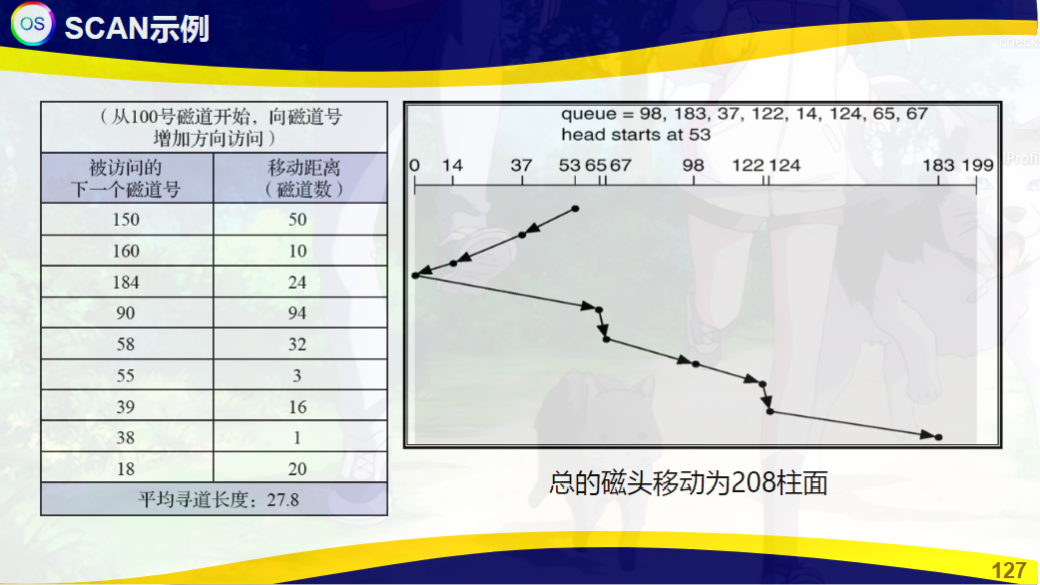 OS SCAN示例
(从100号磁道开始，向磁道号
增加方向访问)
被访问的 移动距离
下一个磁道号 (磁道数)
150 50
160 10
184 24
90 94
58 32
55 3
39 16
38 1
18 20
平均寻道长度：27.8
queue = 98, 183, 37, 122, 14, 124, 65, 67
head starts at 53
0 14 37 53 65 67 98 122 124 183 199
总的磁头移动为208柱面
127